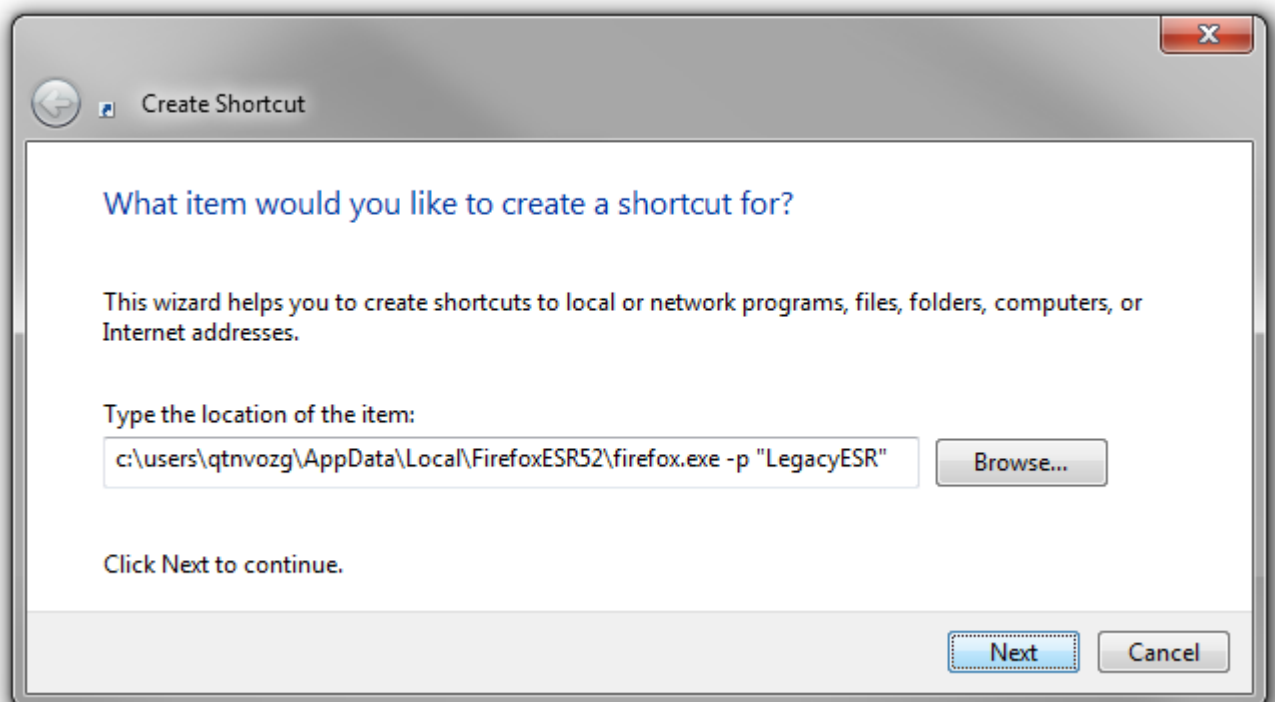 Create Shortcut
What item would you like to create a shortcut for?
This wizard helps you to create shortcuts to local or network programs, files, folders, computers, or
Internet addresses.
Type the location of the item:
c:\users\qtnvozg\AppData\Local\FirefoxESR52\firefox.exe -p "LegacyESR"
Browse...
Click Next to continue.
Next
Cancel